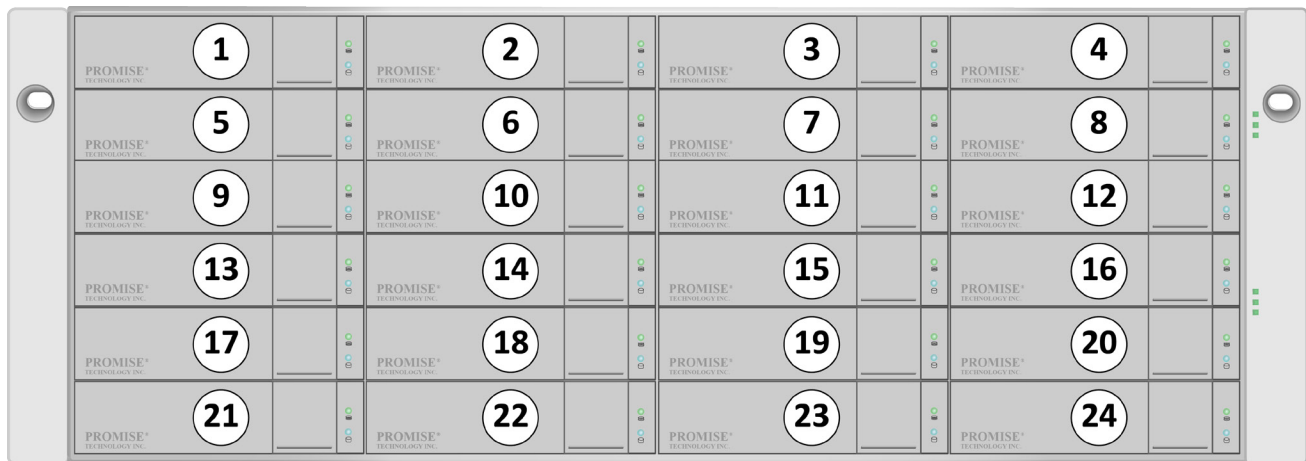 1 2 3 4
PROMISE® PROMISE® PROMISE® PROMISE®
TECHNOLOGY INC. TECHNOLOGY INC. TECHNOLOGY INC. TECHNOLOGY INC.
5 6 7 8
PROMISE® PROMISE® PROMISE® PROMISE®
TECHNOLOGY INC. TECHNOLOGY INC. TECHNOLOGY INC. TECHNOLOGY INC.
9 10 11 12
PROMISE® PROMISE® PROMISE® PROMISE®
TECHNOLOGY INC. TECHNOLOGY INC. TECHNOLOGY INC. TECHNOLOGY INC.
13 14 15 16
PROMISE® PROMISE® PROMISE® PROMISE®
TECHNOLOGY INC. TECHNOLOGY INC. TECHNOLOGY INC. TECHNOLOGY INC.
17 18 19 20
PROMISE® PROMISE® PROMISE® PROMISE®
TECHNOLOGY INC. TECHNOLOGY INC. TECHNOLOGY INC. TECHNOLOGY INC.
21 22 23 24
PROMISE® PROMISE® PROMISE® PROMISE®
TECHNOLOGY INC. TECHNOLOGY INC. TECHNOLOGY INC. TECHNOLOGY INC.